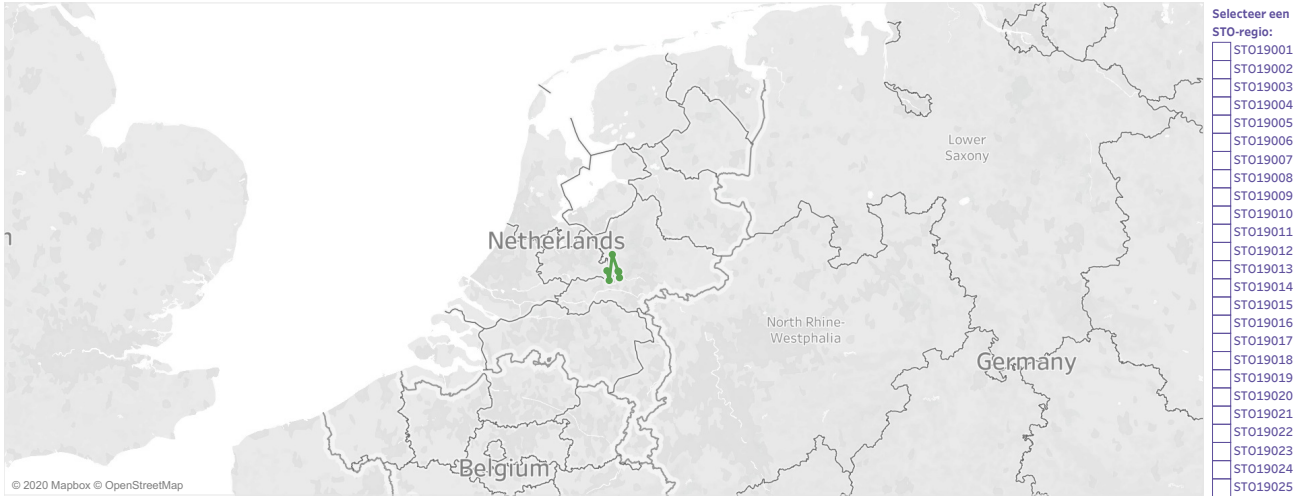 Selecteer een
STO-regio:
STO19001
STO19002
STO19003
STO19004
STO19005
STO19006
STO19007
STO19008
STO19009
STO19010
STO19011
STO19012
STO19013
STO19014
STO19015
STO19016
STO19017
STO19018
STO19019
STO19020
STO19021
STO19022
STO19023
STO19024
STO19025
Lower
Saxony
Netherlands
North Rhine-
Westphalia
Germany
Belgium
© 2020 Mapbox © OpenStreetMap